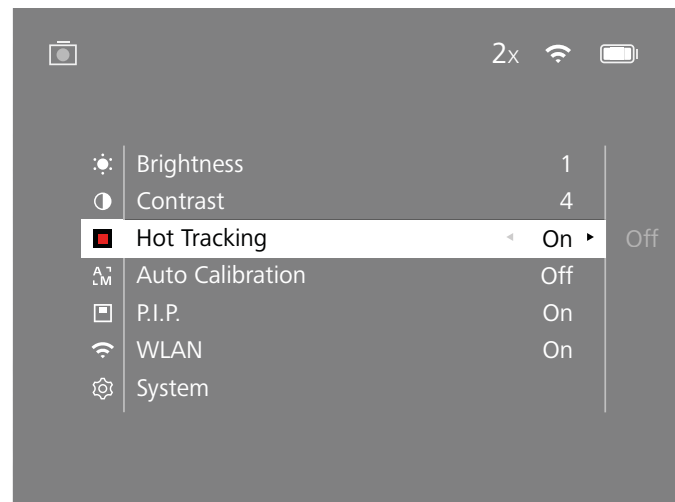 2x
Brightness 1
Contrast 4
Hot Tracking On Off
Auto Calibration Off
P.I.P. On
WLAN On
System